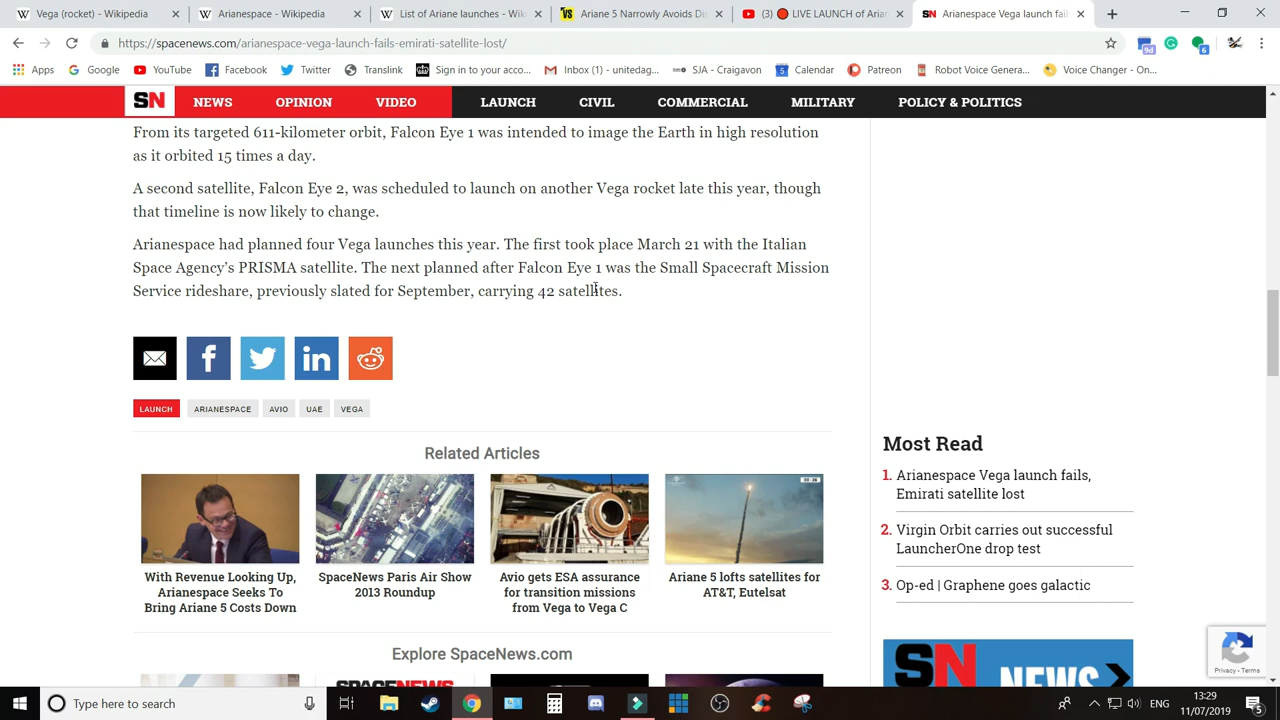 Vega (rocket) - Wikipedia
Arianespace - Wikipedia
List of Ariane launches - Wiki
Ariane 5 Narrowly Avoids Dis
(3) 🔴 LIVE LAUNCH of Arian
Arianespace Vega launch fail
https://spacenews.com/arianespace-vega-launch-fails-emirati-satellite-lost/
9d
6
Apps
Google
YouTube
Facebook
Twitter
Translink
Sign in to your acco...
Inbox (1) - unitedag...
SJA - Craigavon
Calendar
Patreon
Robot Voice Genera...
Voice Changer - On...
SN NEWS OPINION VIDEO LAUNCH CIVIL COMMERCIAL MILITARY POLICY & POLITICS
From its targeted 611-kilometer orbit, Falcon Eye 1 was intended to image the Earth in high resolution
as it orbited 15 times a day.
A second satellite, Falcon Eye 2, was scheduled to launch on another Vega rocket late this year, though
that timeline is now likely to change.
Arianespace had planned four Vega launches this year. The first took place March 21 with the Italian
Space Agency’s PRISMA satellite. The next planned after Falcon Eye 1 was the Small Spacecraft Mission
Service rideshare, previously slated for September, carrying 42 satellites.
LAUNCH ARIANESPACE AVIO UAE VEGA
Related Articles
With Revenue Looking Up,
Arianespace Seeks To
Bring Ariane 5 Costs Down
SpaceNews Paris Air Show
2013 Roundup
Avio gets ESA assurance
for transition missions
from Vega to Vega C
Ariane 5 lofts satellites for
AT&T, Eutelsat
Explore SpaceNews.com
SPACENEWS
Most Read
1. Arianespace Vega launch fails,
Emirati satellite lost
2. Virgin Orbit carries out successful
LauncherOne drop test
3. Op-ed | Graphene goes galactic
SN NEWS
Privacy - Terms
Type here to search
13:29
11/07/2019
5